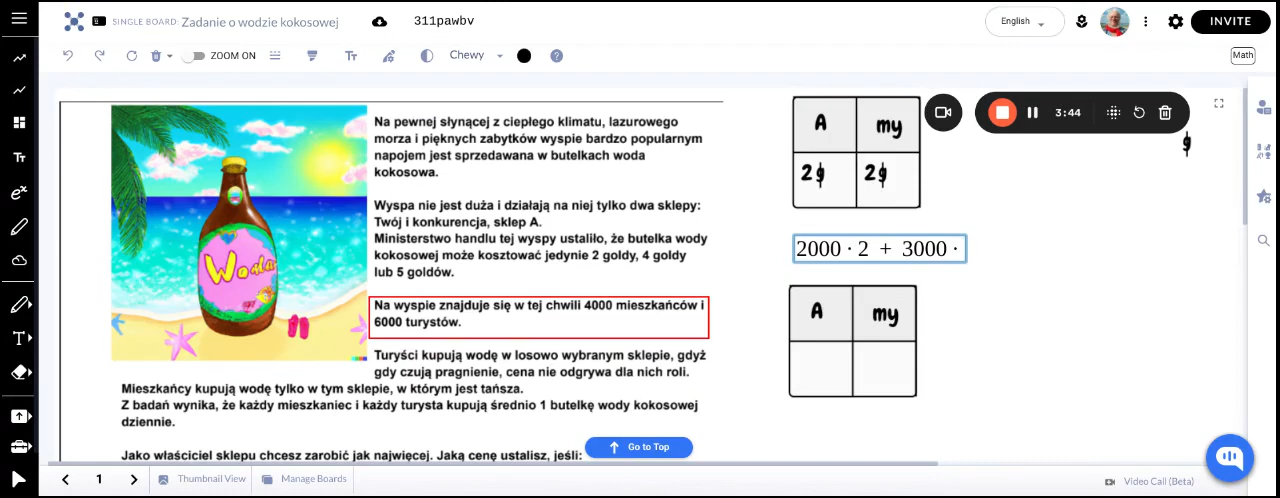 SINGLE BOARD: Zadanie o wodzie kokosowej
311pawbv
English
INVITE
ZOOM ON
Chewy
Math
Na pewnej słynącej z ciepłego klimatu, lazurowego
morza i pięknych zabytków wyspie bardzo popularnym
napojem jest sprzedawana w butelkach woda
kokosowa.
Wyspa nie jest duża i działają na niej tylko dwa sklepy:
Twój i konkurencja, sklep A.
Ministerstwo handlu tej wyspy ustaliło, że butelka wody
kokosowej może kosztować jedynie 2 goldy, 4 goldy
lub 5 goldów.
Na wyspie znajduje się w tej chwili 4000 mieszkańców i
6000 turystów.
Turyści kupują wodę w losowo wybranym sklepie, gdyż
gdy czują pragnienie, cena nie odgrywa dla nich roli.
Mieszkańcy kupują wodę tylko w tym sklepie, w którym jest tańsza.
Z badań wynika, że każdy mieszkaniec i każdy turysta kupują średnio 1 butelkę wody kokosowej
dziennie.
Jako właściciel sklepu chcesz zarobić jak najwięcej. Jaką cenę ustalisz, jeśli:
A my
2g 2g
3:44
g
2000 · 2 + 3000 ·
A my
Go to Top
1
Thumbnail View
Manage Boards
Video Call (Beta)